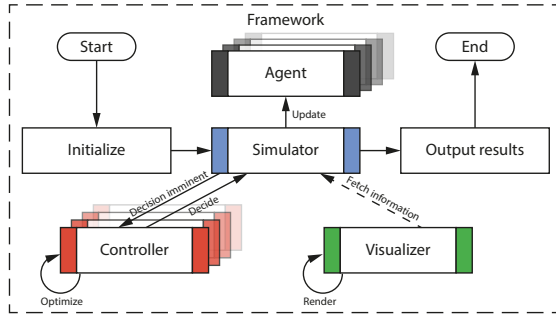 Framework
Start
End
Agent
Update
Initialize
Simulator
Output results
Decision imminent
Decide
Fetch information
Controller
Visualizer
Optimize
Render